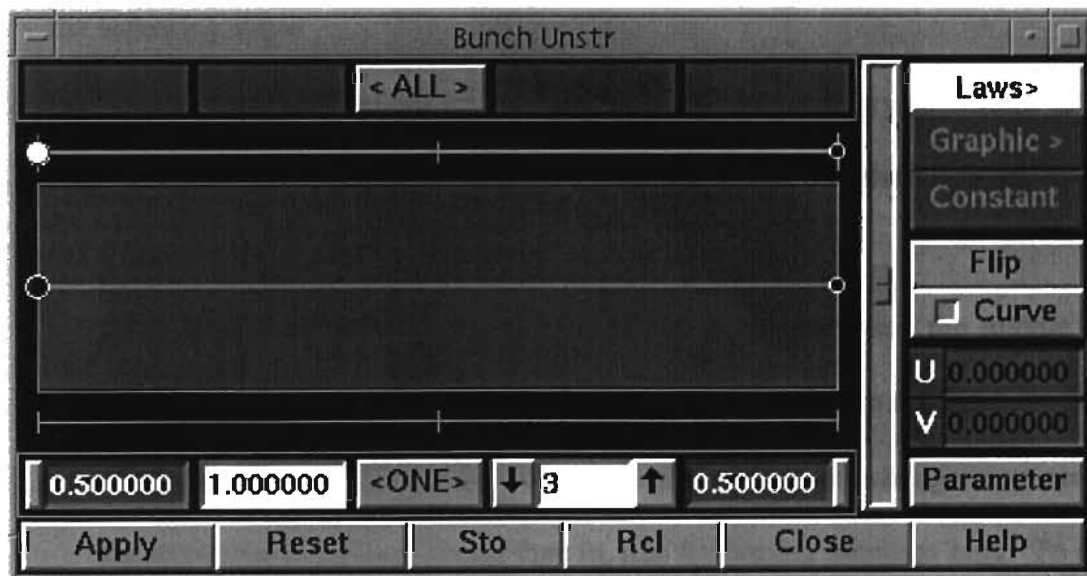 Bunch Unstr
< ALL >
Laws>
Graphic >
Constant
Flip
Curve
U 0.000000
V 0.000000
0.500000 1.000000 <ONE> 3 0.500000 Parameter
Apply Reset Sto Rcl Close Help